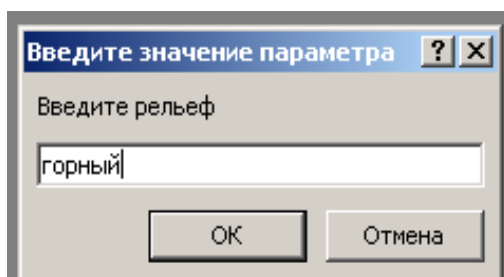 Введите значение параметра
Введите рельеф
горный
ОК Отмена